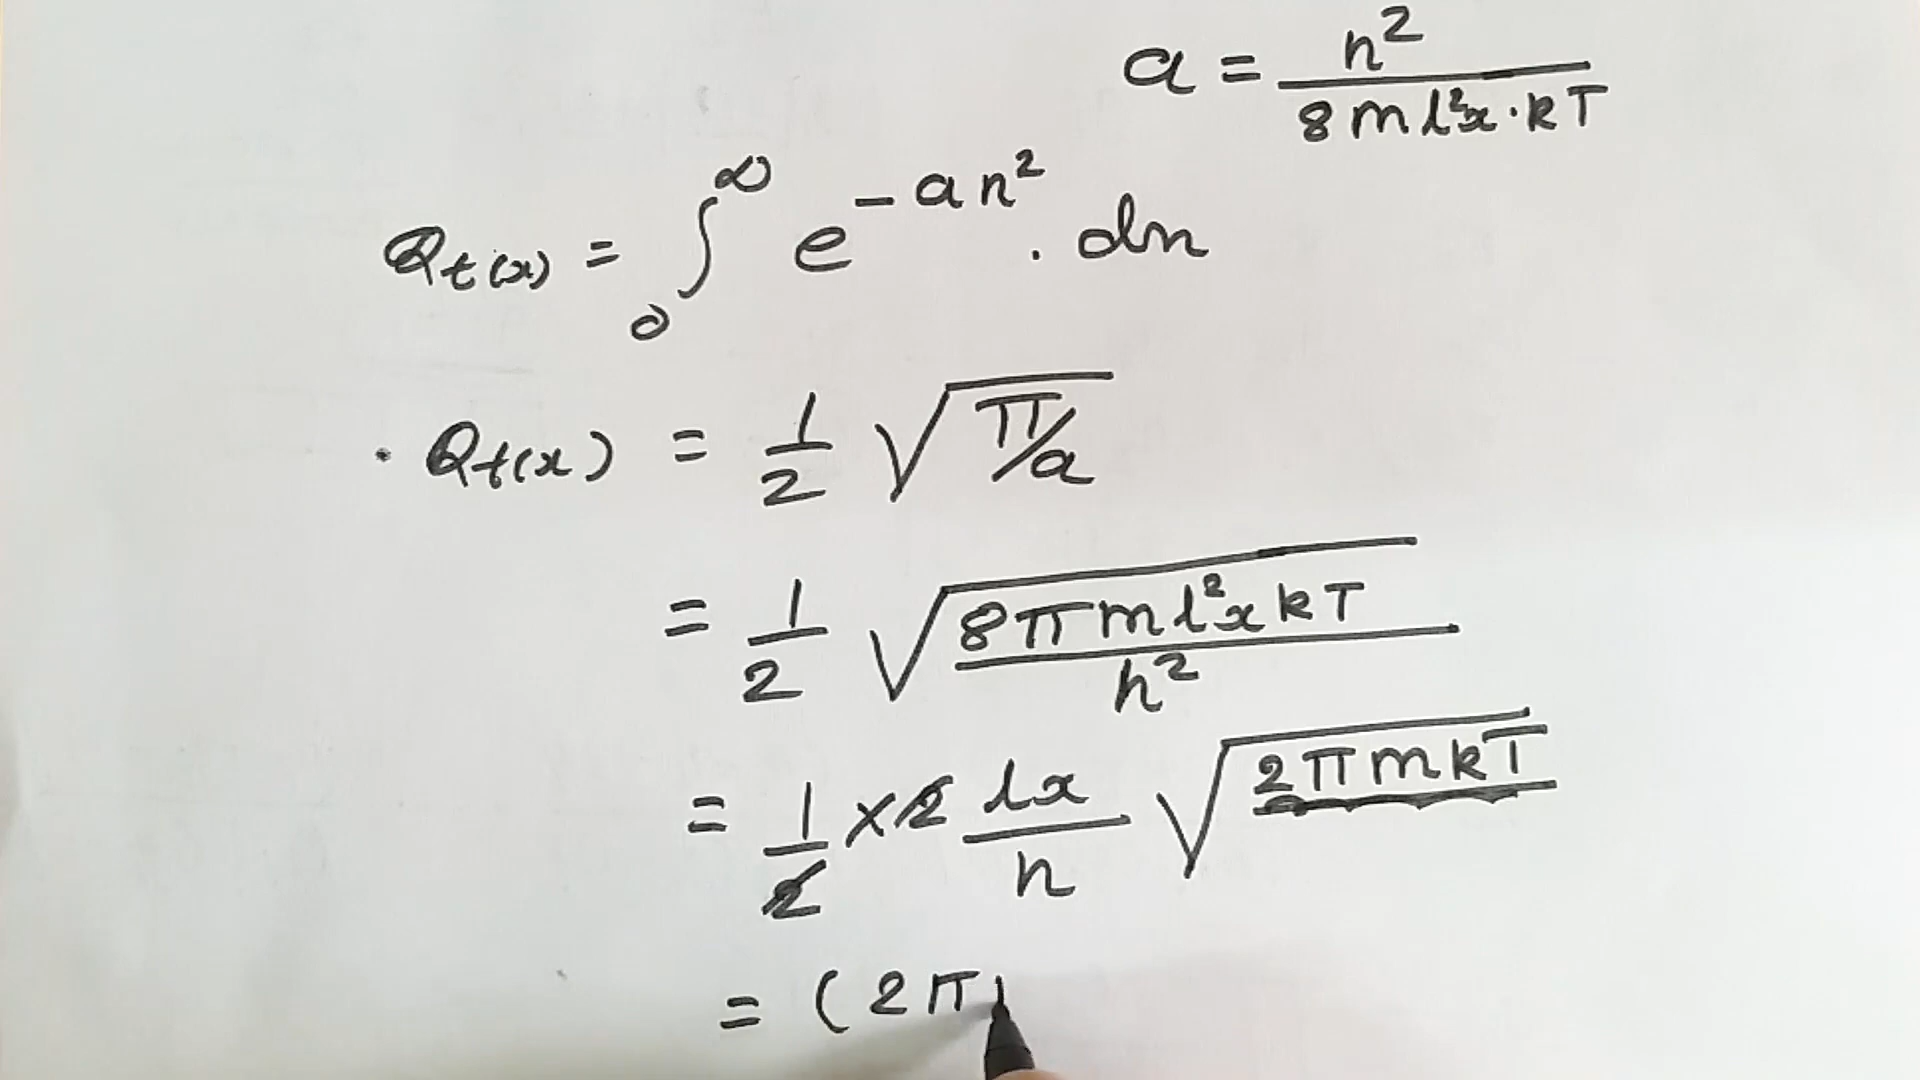 a = h² / 8ml²x·kT
Qt(x) = ∫₀^∞ e^(-an²) . dn
. Qt(x) = 1/2 √(π/a)
= 1/2 √(8πml²xkT / h²)
= 1/2 × 2 lx/h √(2πmkT)
= (2π